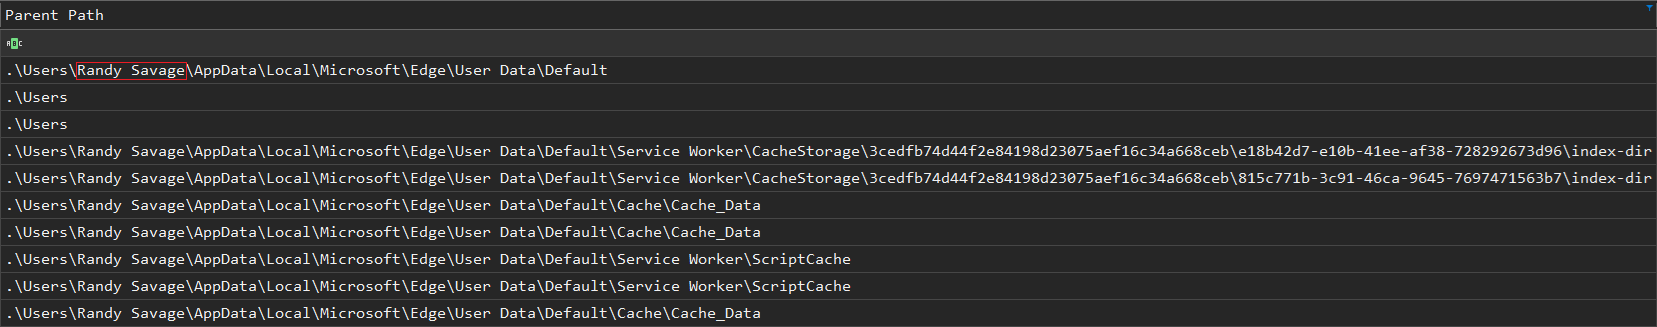 Parent Path
ABC
.\Users\Randy Savage\AppData\Local\Microsoft\Edge\User Data\Default
.\Users
.\Users
.\Users\Randy Savage\AppData\Local\Microsoft\Edge\User Data\Default\Service Worker\CacheStorage\3cedfb74d44f2e84198d23075aef16c34a668ceb\e18b42d7-e10b-41ee-af38-728292673d96\index-dir
.\Users\Randy Savage\AppData\Local\Microsoft\Edge\User Data\Default\Service Worker\CacheStorage\3cedfb74d44f2e84198d23075aef16c34a668ceb\815c771b-3c91-46ca-9645-7697471563b7\index-dir
.\Users\Randy Savage\AppData\Local\Microsoft\Edge\User Data\Default\Cache\Cache_Data
.\Users\Randy Savage\AppData\Local\Microsoft\Edge\User Data\Default\Cache\Cache_Data
.\Users\Randy Savage\AppData\Local\Microsoft\Edge\User Data\Default\Service Worker\ScriptCache
.\Users\Randy Savage\AppData\Local\Microsoft\Edge\User Data\Default\Service Worker\ScriptCache
.\Users\Randy Savage\AppData\Local\Microsoft\Edge\User Data\Default\Cache\Cache_Data